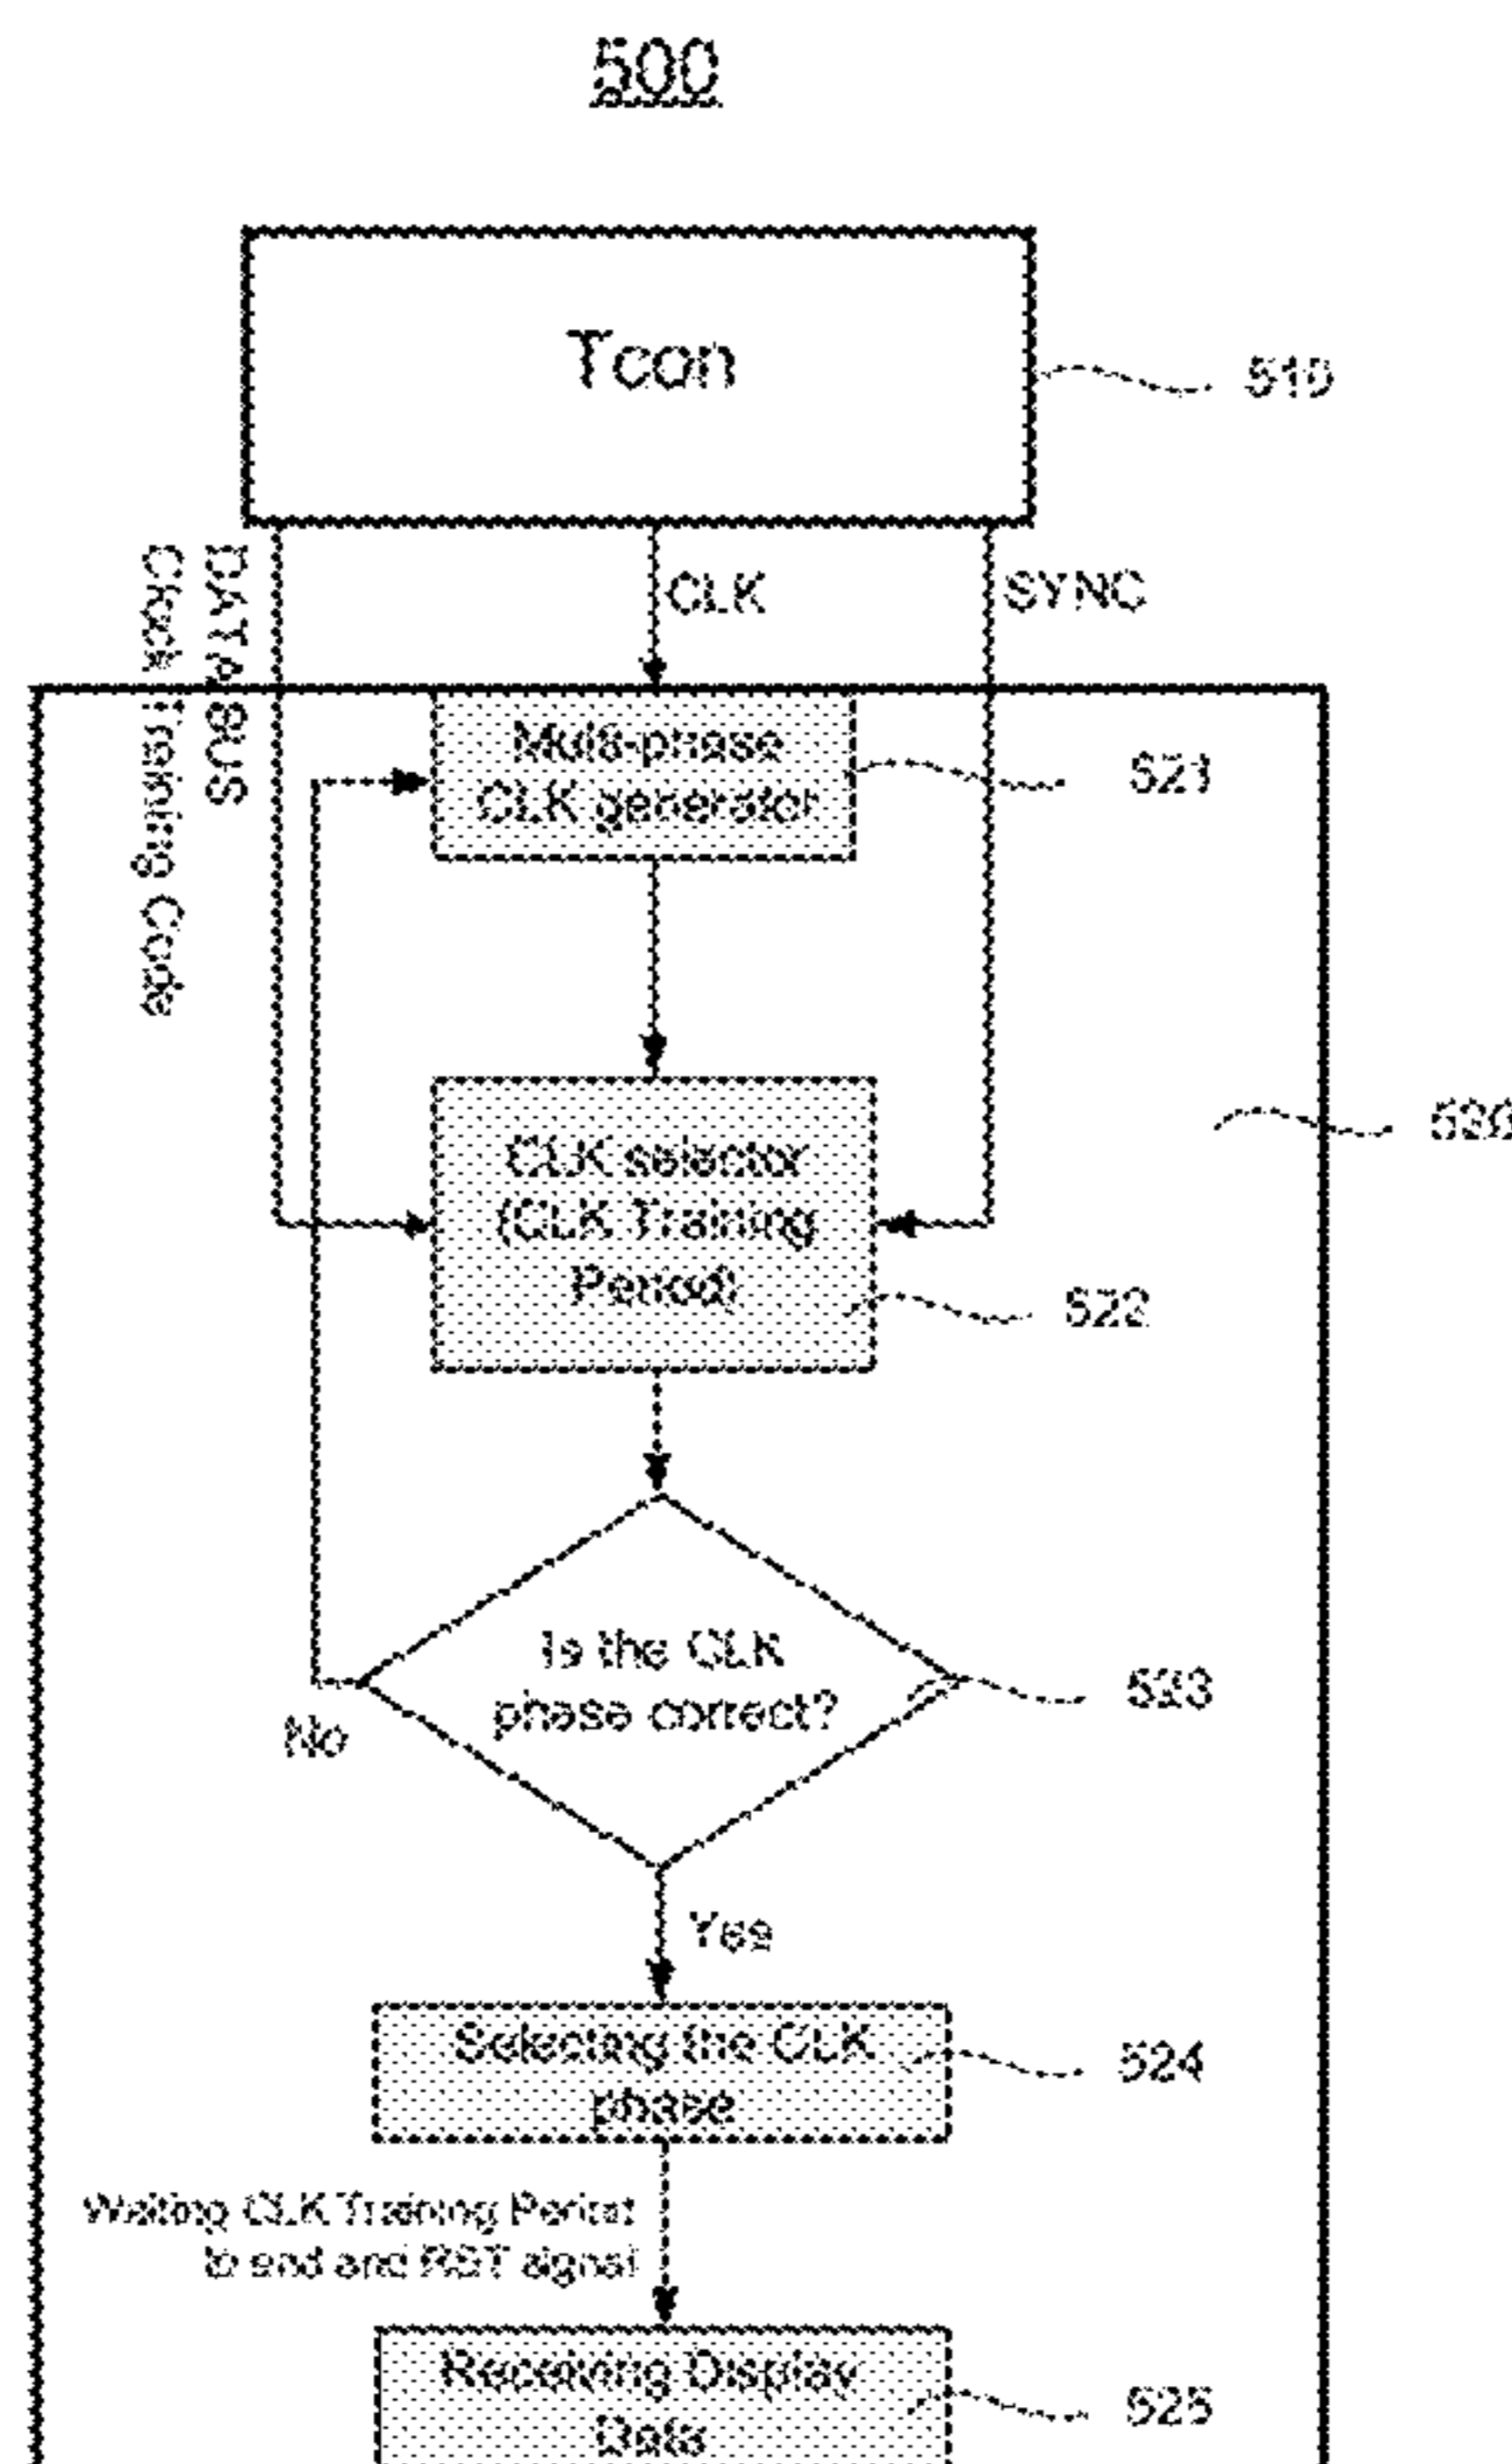 500
Tcon
510
DATA BUS
Clock Training Code
CLK
SYNC
Multi-phase
CLK generator
521
CLK selector
(CLK Training
Period)
520
522
Is the CLK
phase correct?
523
No
Yes
Selecting the CLK
phase
524
Waiting CLK Training Period
to end and RST signal
Receiving Display
Data
525